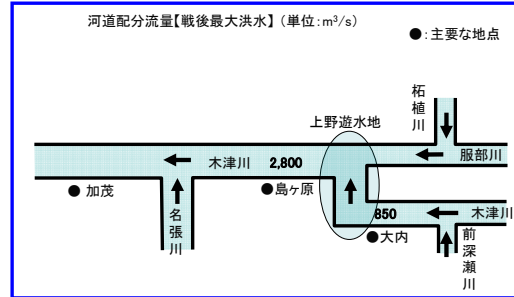 河道配分流量【戦後最大洪水】(単位:m³/s)
●:主要な地点
柘植川
上野遊水地
服部川
木津川
2,800
●加茂
●島ヶ原
名張川
850
木津川
●大内
前深瀬川